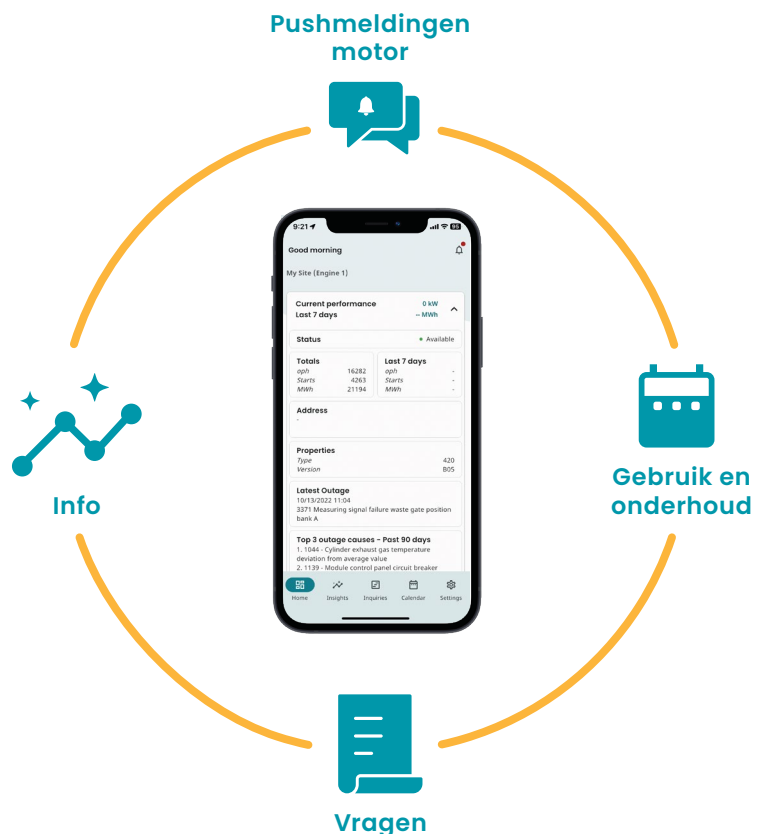 Pushmeldingen
motor
9:21
Good morning
My Site (Engine 1)
Current performance 0 kW
Last 7 days -- MWh
Status Available
Totals
oph 16282
Starts 4263
MWh 21194
Last 7 days
oph -
Starts -
MWh -
Address
-
Properties
Type 420
Version B05
Latest Outage
10/13/2022 11:04
3371 Measuring signal failure waste gate position
bank A
Top 3 outage causes - Past 90 days
1. 1044 - Cylinder exhaust gas temperature
deviation from average value
2. 1139 - Module control panel circuit breaker
Home Insights Inquiries Calendar Settings
Info
Gebruik en
onderhoud
Vragen